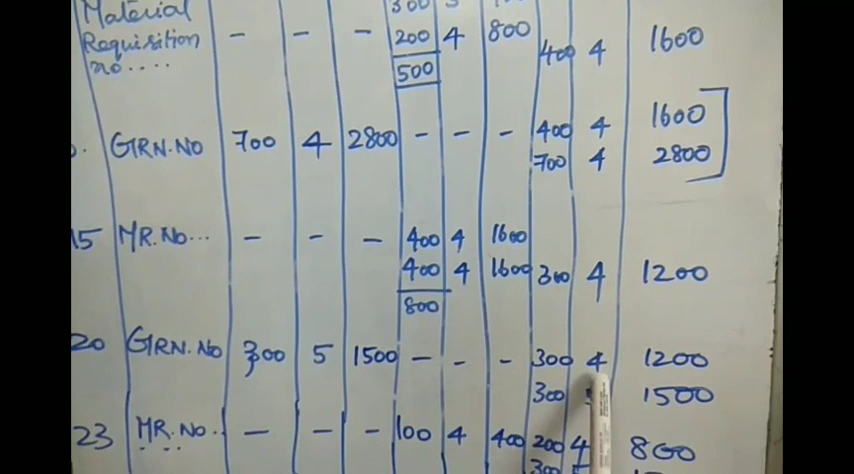 Material
Requisition - - - 200 4 800 400 4 1600
no.... 500
GRN.NO 700 4 2800 - - - 400 4 1600
700 4 2800
15 MR.No... - - - 400 4 1600
400 4 1600 300 4 1200
800
20 GRN.No 300 5 1500 - - - 300 4 1200
300 1500
23 MR.No.. - - - 100 4 400 200 4 800
300